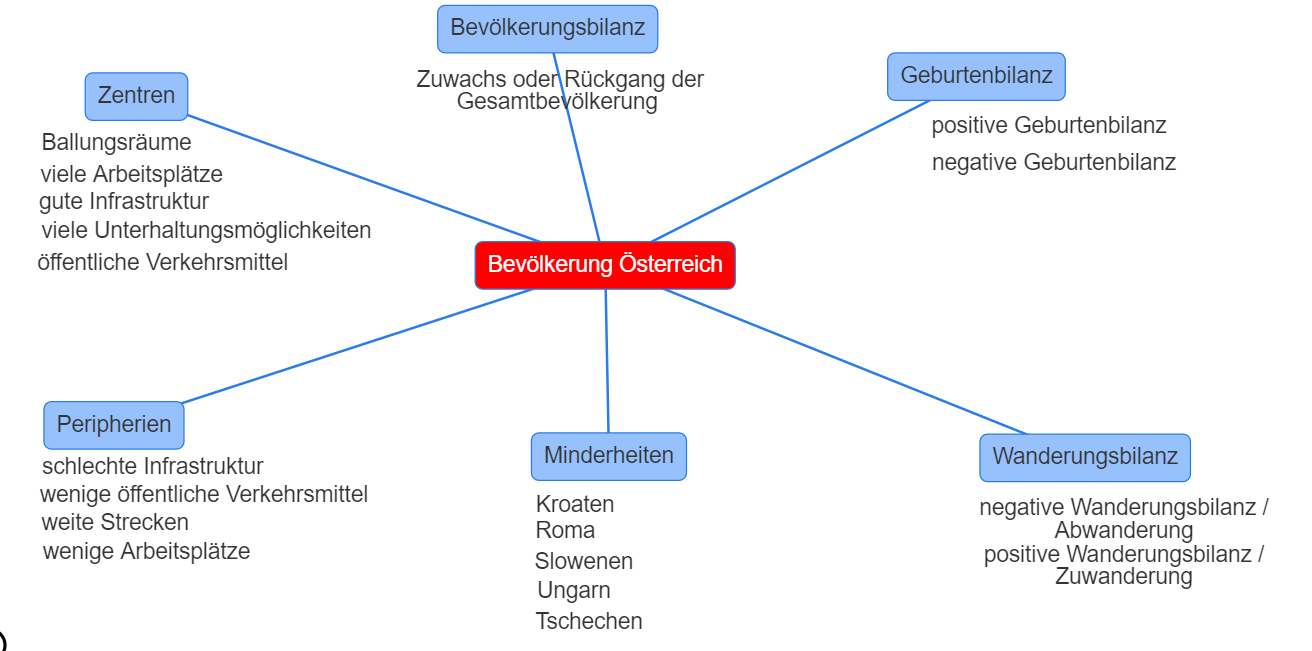 Bevölkerungsbilanz
Zuwachs oder Rückgang der
Gesamtbevölkerung
Geburtenbilanz
positive Geburtenbilanz
negative Geburtenbilanz
Zentren
Ballungsräume
viele Arbeitsplätze
gute Infrastruktur
viele Unterhaltungsmöglichkeiten
öffentliche Verkehrsmittel
Bevölkerung Österreich
Peripherien
schlechte Infrastruktur
wenige öffentliche Verkehrsmittel
weite Strecken
wenige Arbeitsplätze
Minderheiten
Kroaten
Roma
Slowenen
Ungarn
Tschechen
Wanderungsbilanz
negative Wanderungsbilanz /
Abwanderung
positive Wanderungsbilanz /
Zuwanderung